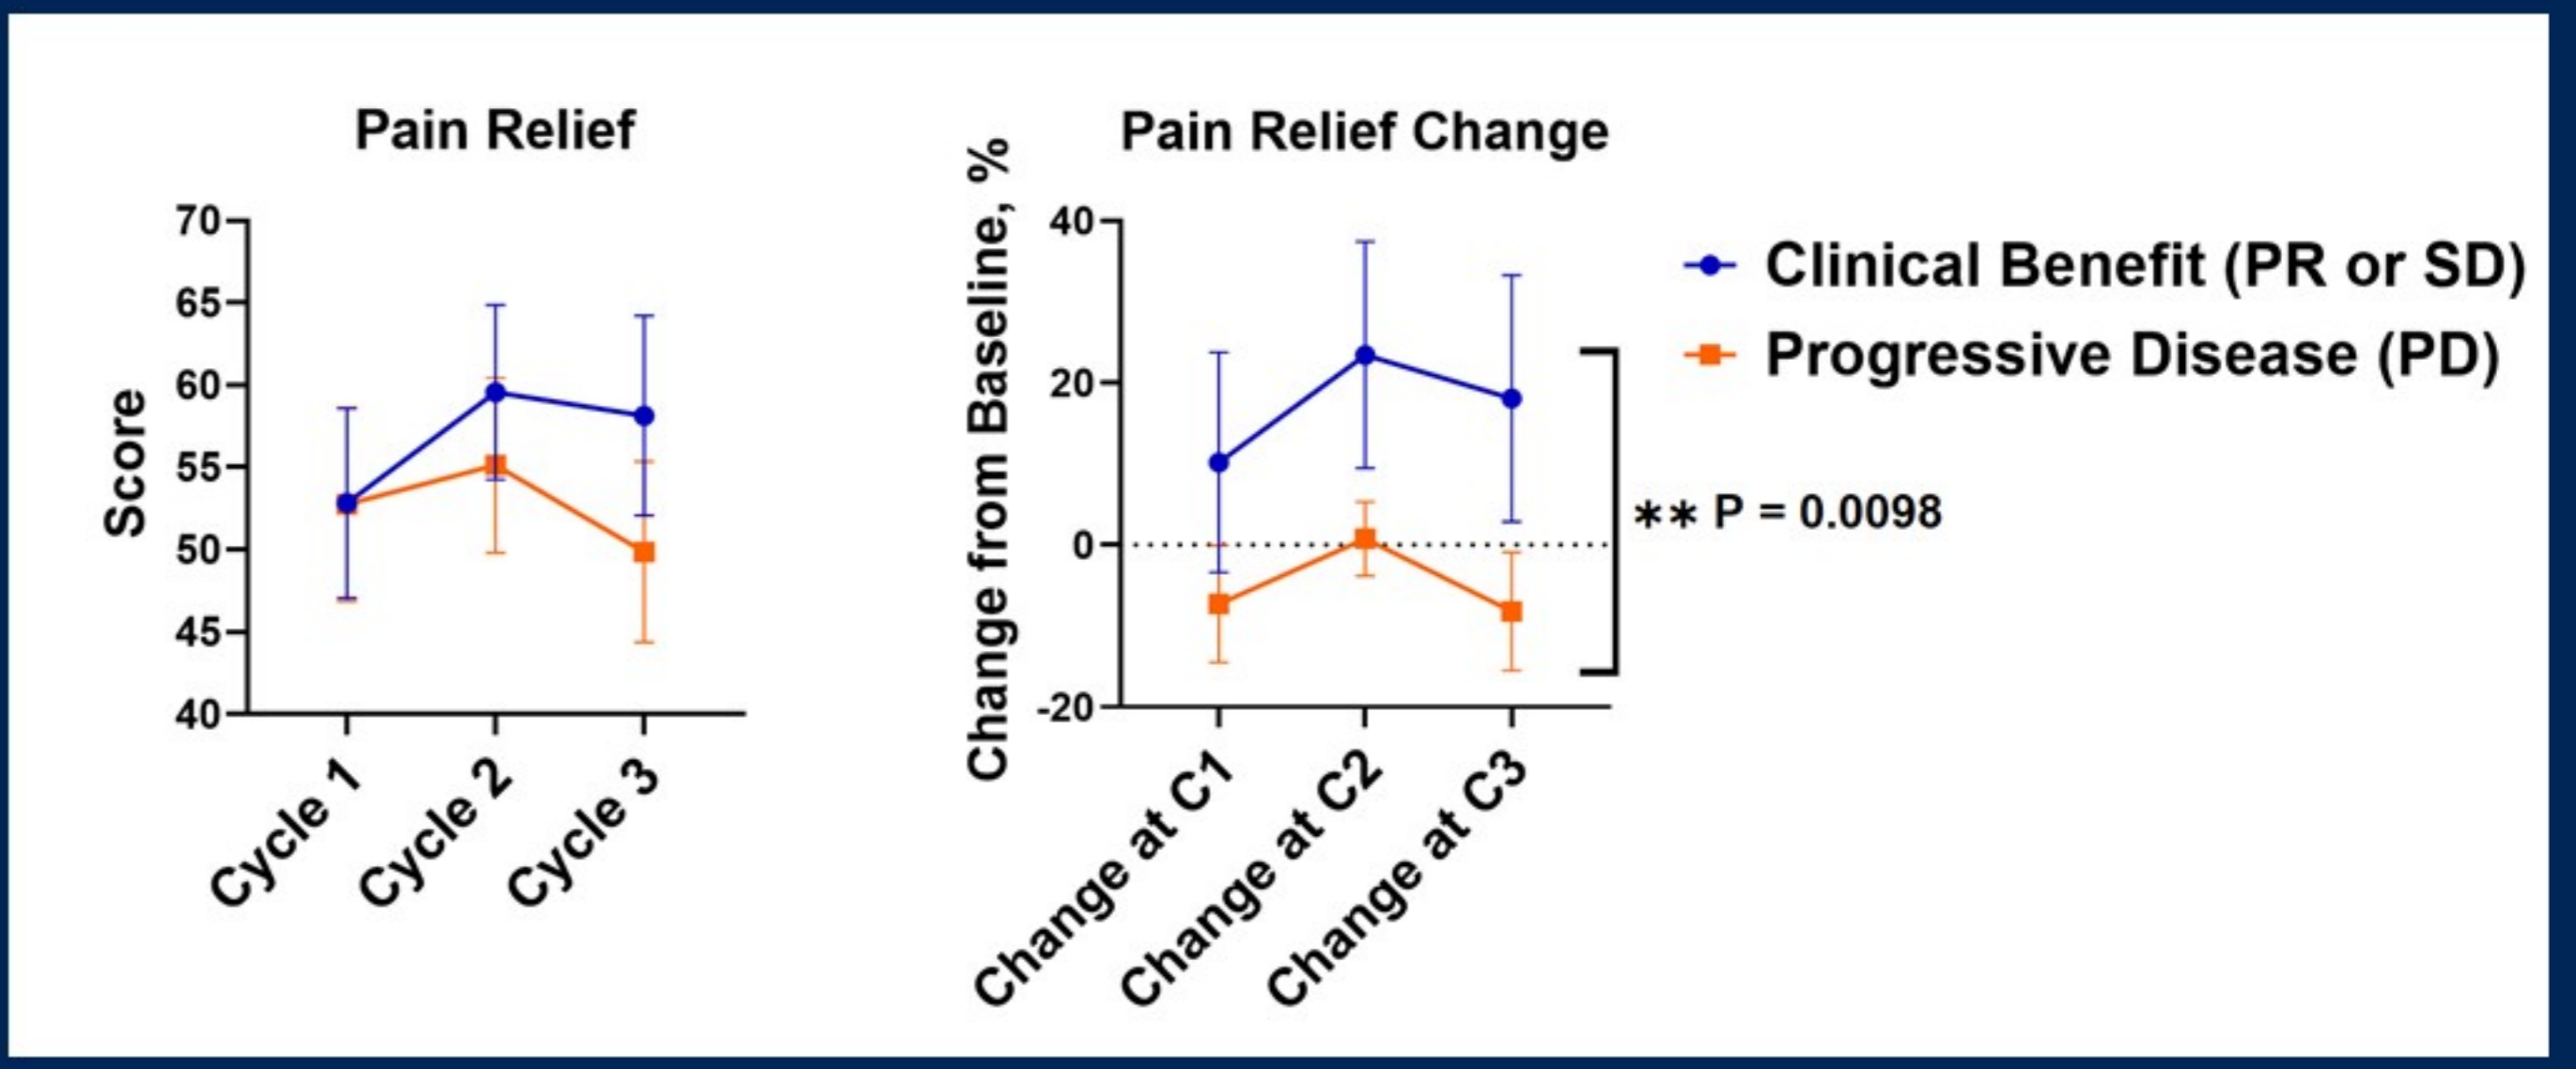 Pain Relief
Score
70
65
60
55
50
45
40
Cycle 1
Cycle 2
Cycle 3
Pain Relief Change
Change from Baseline, %
40
20
0
-20
Change at C1
Change at C2
Change at C3
Clinical Benefit (PR or SD)
Progressive Disease (PD)
** P = 0.0098